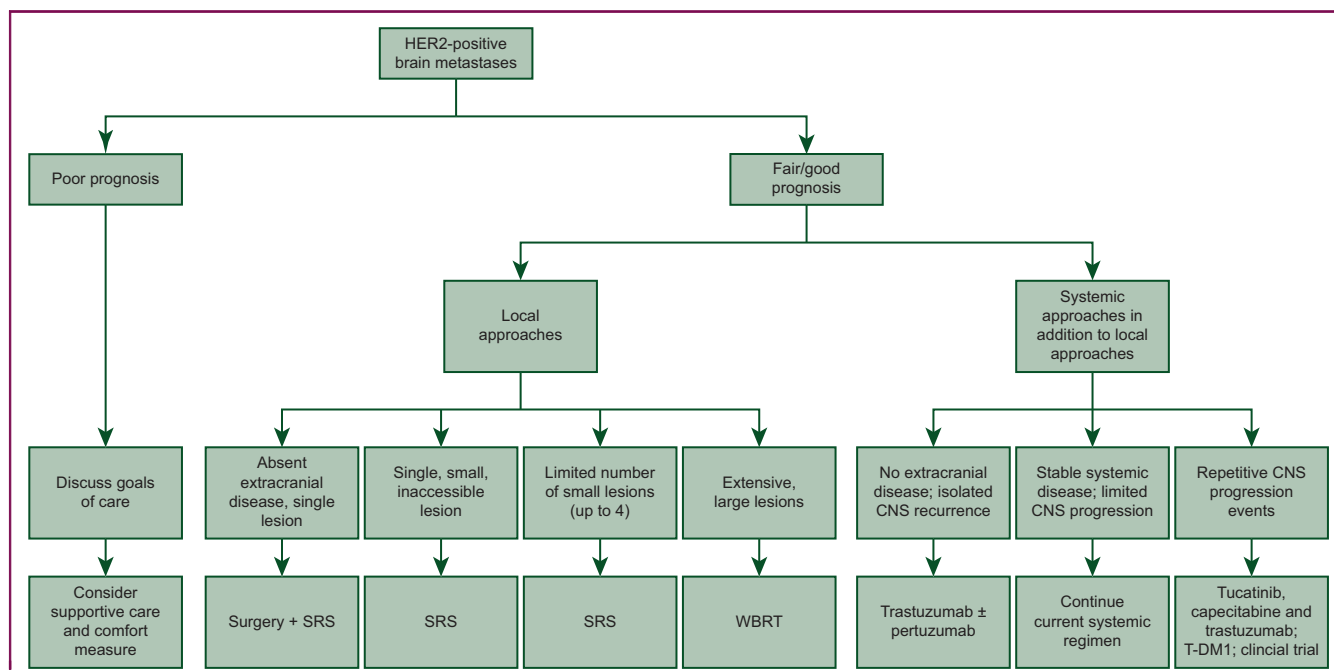 HER2-positive
brain metastases
Poor prognosis
Fair/good
prognosis
Local
approaches
Systemic
approaches in
addition to local
approaches
Discuss goals
of care
Absent
extracranial
disease, single
lesion
Single, small,
inaccessible
lesion
Limited number
of small lesions
(up to 4)
Extensive,
large lesions
No extracranial
disease; isolated
CNS recurrence
Stable systemic
disease; limited
CNS progression
Repetitive CNS
progression
events
Consider
supportive care
and comfort
measure
Surgery + SRS
SRS
SRS
WBRT
Trastuzumab ±
pertuzumab
Continue
current systemic
regimen
Tucatinib,
capecitabine and
trastuzumab;
T-DM1; clincial trial